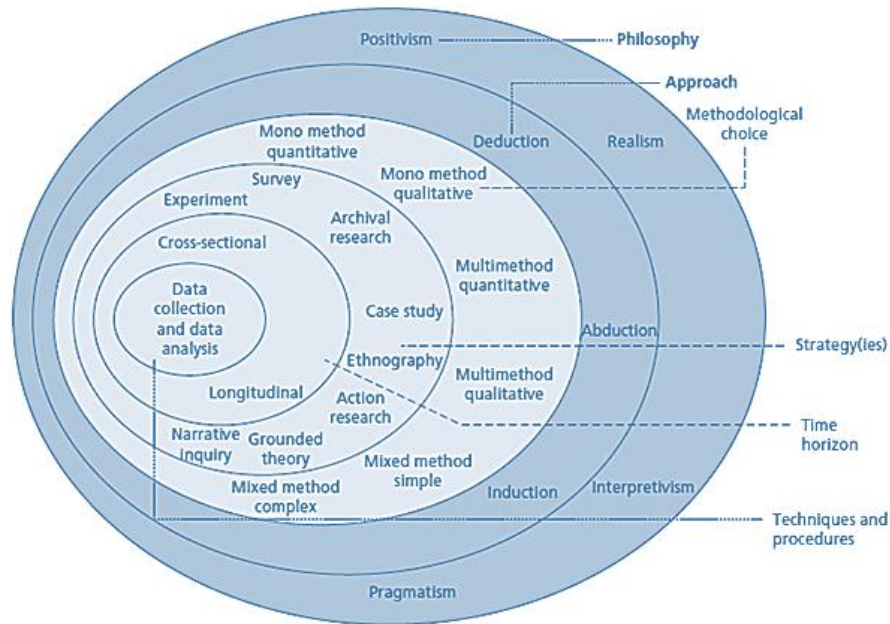 Positivism
Philosophy
Approach
Methodological
choice
Mono method
quantitative
Deduction
Realism
Survey
Mono method
qualitative
Experiment
Archival
research
Cross-sectional
Multimethod
quantitative
Data
collection
and data
analysis
Case study
Abduction
Strategy(ies)
Ethnography
Multimethod
qualitative
Longitudinal
Action
research
Time
horizon
Narrative
inquiry
Grounded
theory
Mixed method
simple
Mixed method
complex
Induction
Interpretivism
Techniques and
procedures
Pragmatism